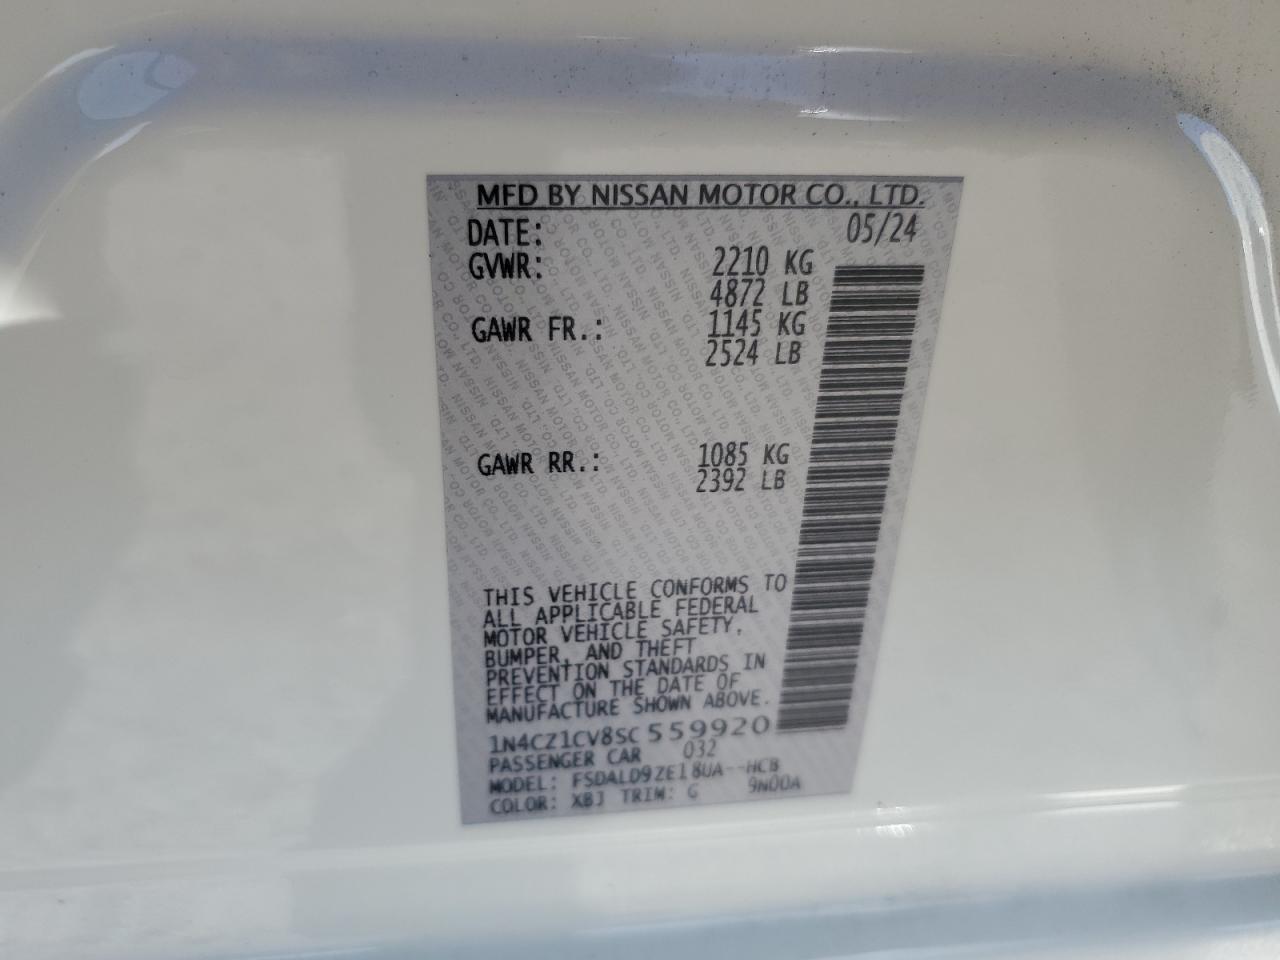 MFD BY NISSAN MOTOR CO., LTD.
DATE: 05/24
GVWR: 2210 KG
4872 LB
GAWR FR.: 1145 KG
2524 LB
GAWR RR.: 1085 KG
2392 LB
THIS VEHICLE CONFORMS TO
ALL APPLICABLE FEDERAL
MOTOR VEHICLE SAFETY,
BUMPER, AND THEFT
PREVENTION STANDARDS IN
EFFECT ON THE DATE OF
MANUFACTURE SHOWN ABOVE.
1N4CZ1CV8SC559920
PASSENGER CAR 032
MODEL: FSDALD9ZE18UA--HCB
COLOR: XBJ TRIM: G 9N00A